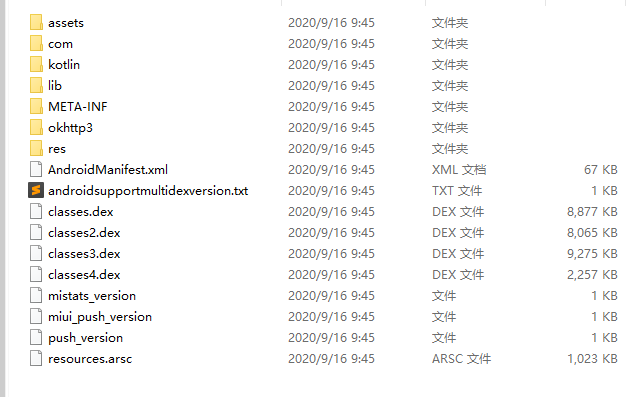 assets 2020/9/16 9:45 文件夹
com 2020/9/16 9:45 文件夹
kotlin 2020/9/16 9:45 文件夹
lib 2020/9/16 9:45 文件夹
META-INF 2020/9/16 9:45 文件夹
okhttp3 2020/9/16 9:45 文件夹
res 2020/9/16 9:45 文件夹
AndroidManifest.xml 2020/9/16 9:45 XML 文档 67 KB
androidsupportmultidexversion.txt 2020/9/16 9:45 TXT 文件 1 KB
classes.dex 2020/9/16 9:45 DEX 文件 8,877 KB
classes2.dex 2020/9/16 9:45 DEX 文件 8,065 KB
classes3.dex 2020/9/16 9:45 DEX 文件 9,275 KB
classes4.dex 2020/9/16 9:45 DEX 文件 2,257 KB
mistats_version 2020/9/16 9:45 文件 1 KB
miui_push_version 2020/9/16 9:45 文件 1 KB
push_version 2020/9/16 9:45 文件 1 KB
resources.arsc 2020/9/16 9:45 ARSC 文件 1,023 KB